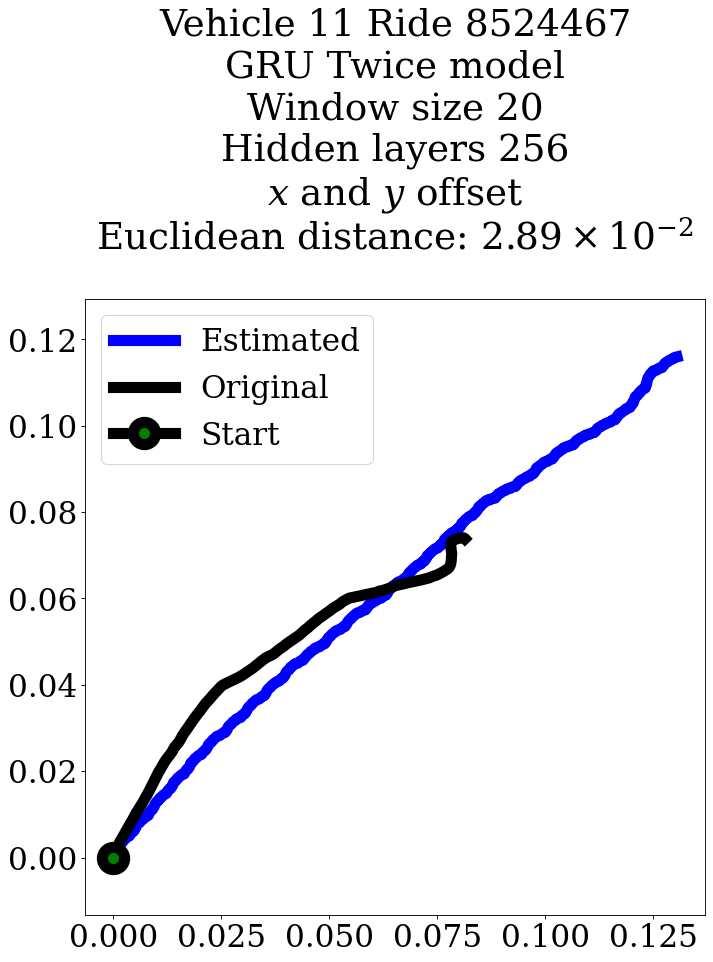 Vehicle 11 Ride 8524467
GRU Twice model
Window size 20
Hidden layers 256
x and y offset
Euclidean distance: 2.89 × 10⁻²
Estimated
Original
Start
0.12
0.10
0.08
0.06
0.04
0.02
0.00
0.000 0.025 0.050 0.075 0.100 0.125